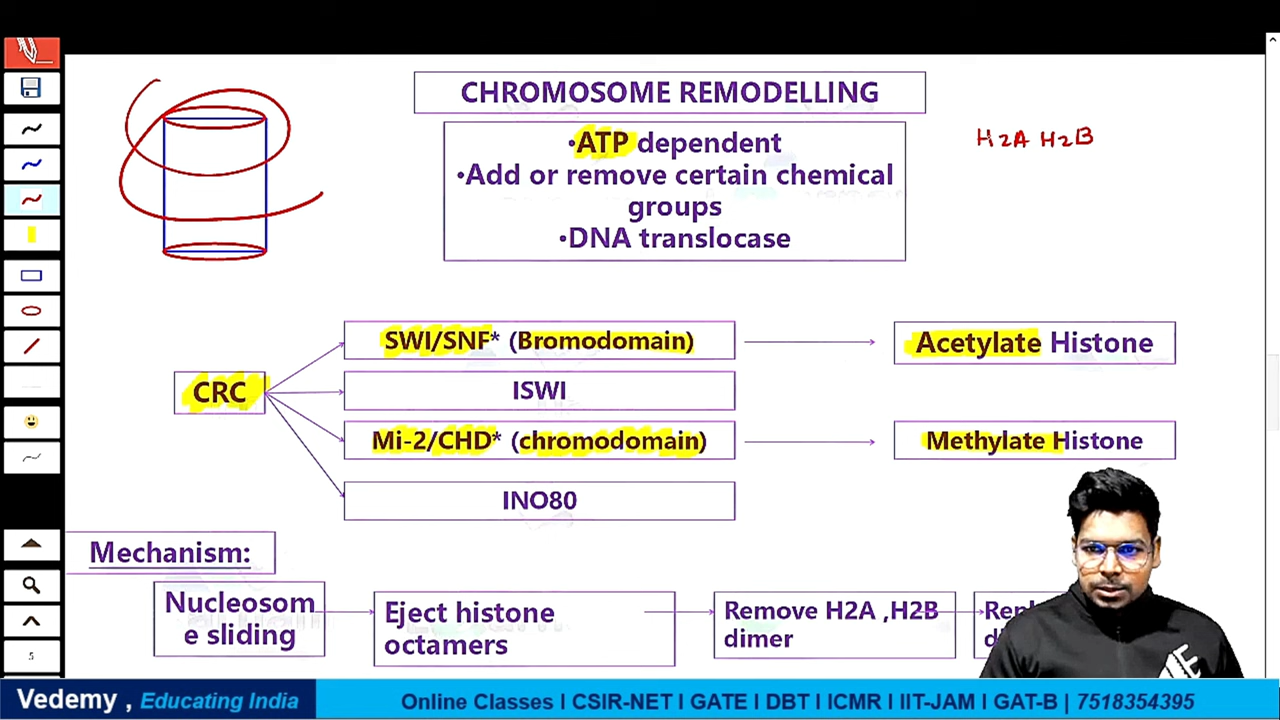 CHROMOSOME REMODELLING
•ATP dependent
•Add or remove certain chemical
groups
•DNA translocase
H2A H2B
SWI/SNF* (Bromodomain)
Acetylate Histone
CRC
ISWI
Mi-2/CHD* (chromodomain)
Methylate Histone
INO80
Mechanism:
Nucleosom
e sliding
Eject histone
octamers
Remove H2A ,H2B
dimer
5
Vedemy , Educating India
Online Classes I CSIR-NET I GATE I DBT I ICMR I IIT-JAM I GAT-B | 7518354395